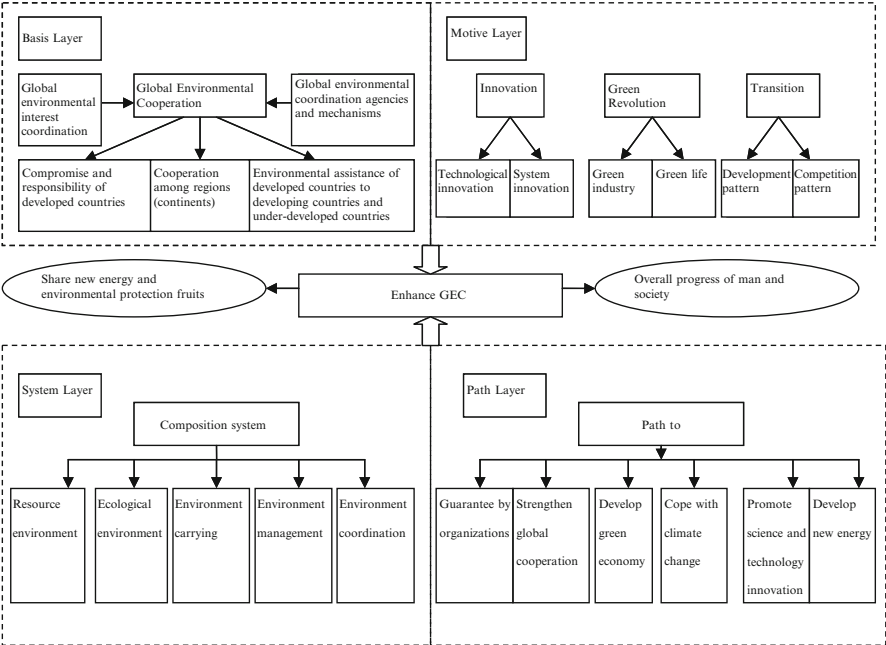 Basis Layer
Global
environmental
interest
coordination
Global Environmental
Cooperation
Global environmental
coordination agencies
and mechanisms
Compromise and
responsibility of
developed countries
Cooperation
among regions
(continents)
Environmental assistance of
developed countries to
developing countries and
under-developed countries
Motive Layer
Innovation
Green
Revolution
Transition
Technological
innovation
System
innovation
Green
industry
Green life
Development
pattern
Competition
pattern
Share new energy and
environmental protection fruits
Enhance GEC
Overall progress of man and
society
System Layer
Composition system
Resource
environment
Ecological
environment
Environment
carrying
Environment
management
Environment
coordination
Path Layer
Path to
Guarantee by
organizations
Strengthen
global
cooperation
Develop
green
economy
Cope with
climate
change
Promote
science and
technology
innovation
Develop
new energy